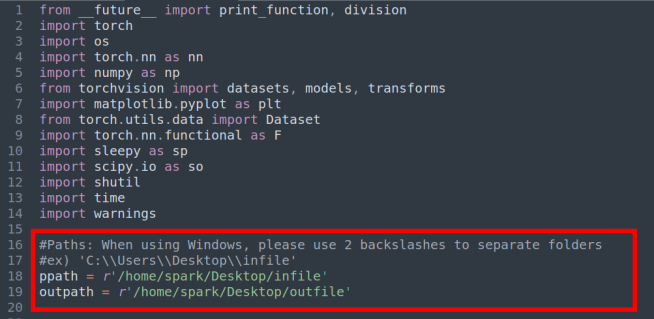 1 from __future__ import print_function, division
2 import torch
3 import os
4 import torch.nn as nn
5 import numpy as np
6 from torchvision import datasets, models, transforms
7 import matplotlib.pyplot as plt
8 from torch.utils.data import Dataset
9 import torch.nn.functional as F
10 import sleepy as sp
11 import scipy.io as so
12 import shutil
13 import time
14 import warnings
15
16 #Paths: When using Windows, please use 2 backslashes to separate folders
17 #ex) 'C:\\Users\\Desktop\\infile'
18 ppath = r'/home/spark/Desktop/infile'
19 outpath = r'/home/spark/Desktop/outfile'
20